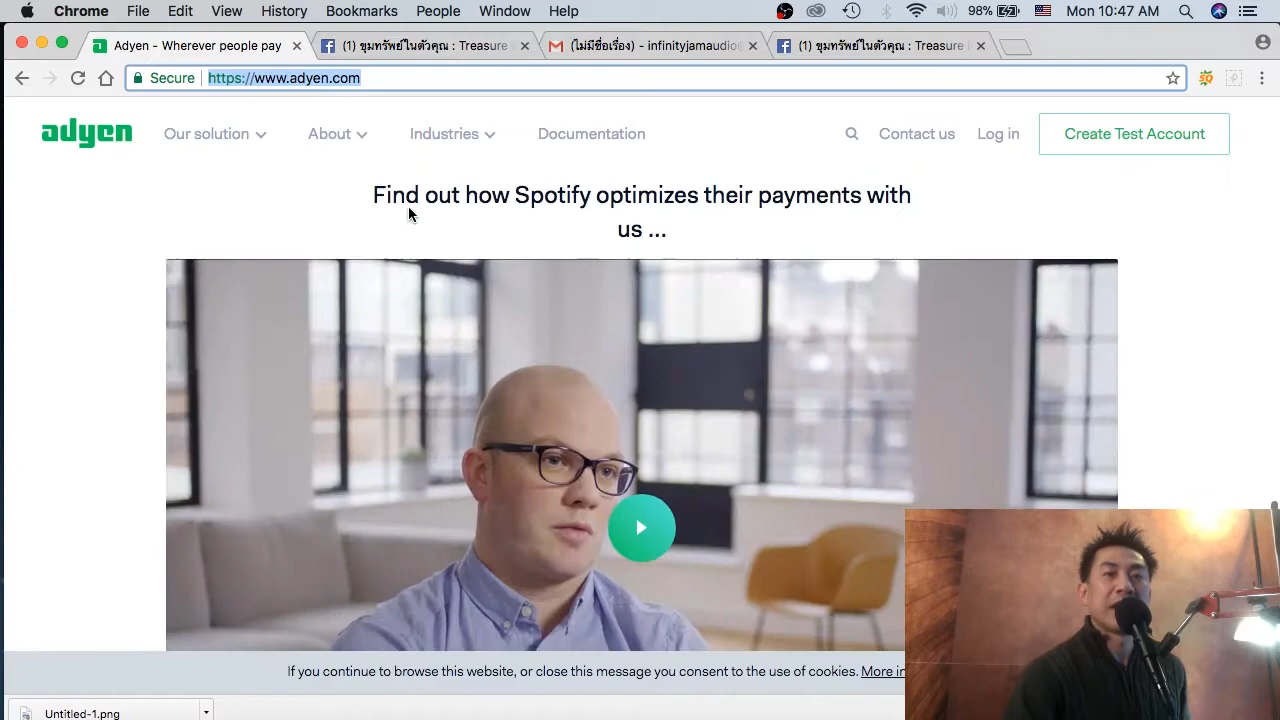 Chrome File Edit View History Bookmarks People Window Help 98% Mon 10:47 AM
Adyen - Wherever people pay
(1) ขุมทรัพย์ในตัวคุณ : Treasure
(ไม่มีชื่อเรื่อง) - infinityjamaudio@
(1) ขุมทรัพย์ในตัวคุณ : Treasure
Secure https://www.adyen.com
adyen Our solution About Industries Documentation Contact us Log in Create Test Account
Find out how Spotify optimizes their payments with
us ...
If you continue to browse this website, or close this message you consent to the use of cookies. More in
Untitled-1.png